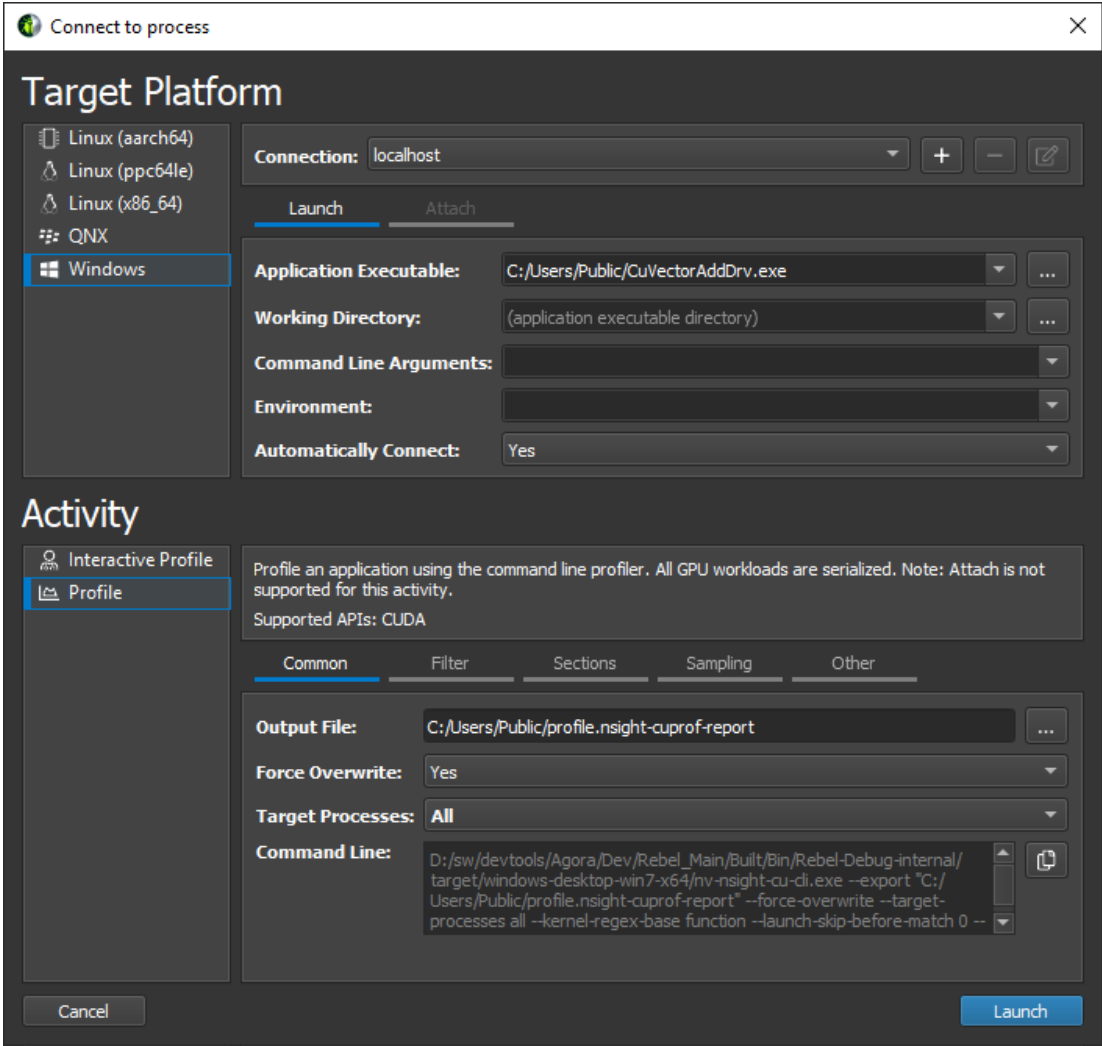 Connect to process
Target Platform
Linux (aarch64)
Linux (ppc64le)
Linux (x86_64)
QNX
Windows
Connection: localhost
Launch Attach
Application Executable: C:/Users/Public/CuVectorAddDrv.exe ...
Working Directory: (application executable directory) ...
Command Line Arguments:
Environment:
Automatically Connect: Yes
Activity
Interactive Profile
Profile
Profile an application using the command line profiler. All GPU workloads are serialized. Note: Attach is not
supported for this activity.
Supported APIs: CUDA
Common Filter Sections Sampling Other
Output File: C:/Users/Public/profile.nsight-cuprof-report ...
Force Overwrite: Yes
Target Processes: All
Command Line: D:/sw/devtools/Agora/Dev/Rebel_Main/Built/Bin/Rebel-Debug-internal/
target/windows-desktop-win7-x64/nv-nsight-cu-cli.exe --export "C:/
Users/Public/profile.nsight-cuprof-report" --force-overwrite --target-
processes all --kernel-regex-base function --launch-skip-before-match 0 --
Cancel Launch